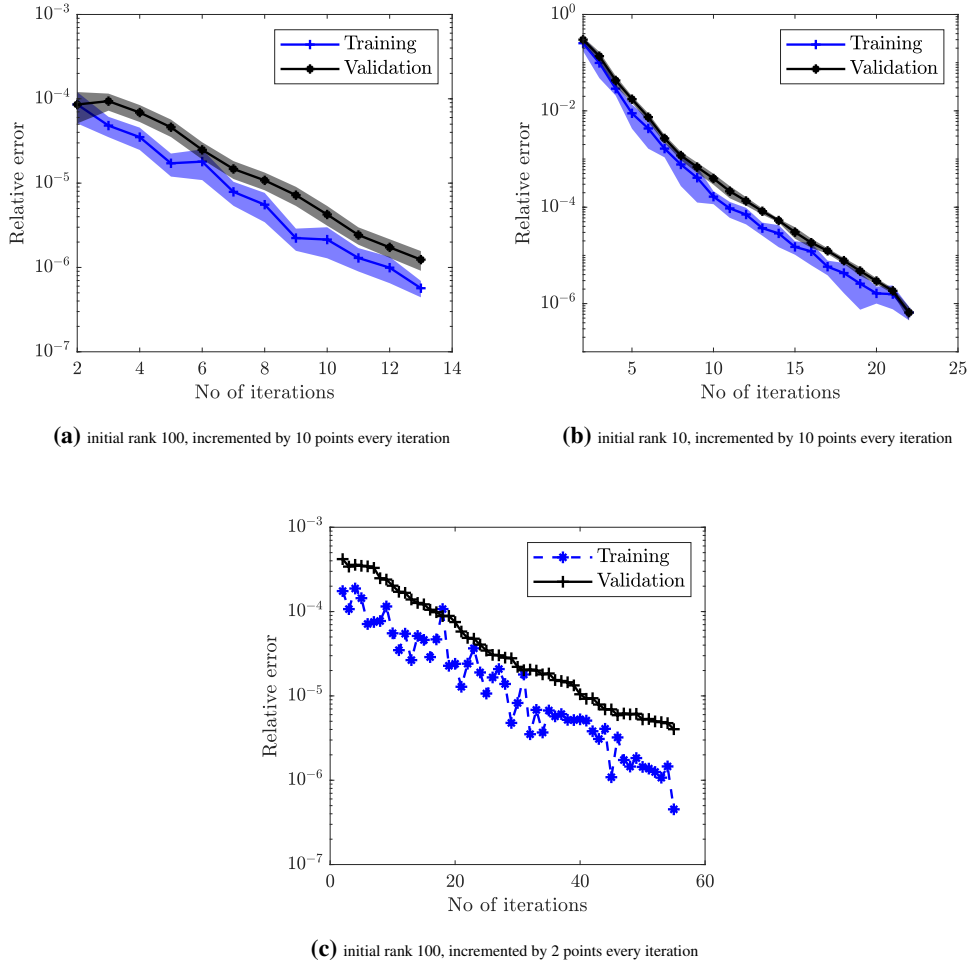 10⁻³
10⁻⁴
10⁻⁵
10⁻⁶
10⁻⁷
Relative error
Training
Validation
2 4 6 8 10 12 14
No of iterations
(a) initial rank 100, incremented by 10 points every iteration
10⁰
10⁻²
10⁻⁴
10⁻⁶
Relative error
Training
Validation
5 10 15 20 25
No of iterations
(b) initial rank 10, incremented by 10 points every iteration
10⁻³
10⁻⁴
10⁻⁵
10⁻⁶
10⁻⁷
Relative error
Training
Validation
0 20 40 60
No of iterations
(c) initial rank 100, incremented by 2 points every iteration